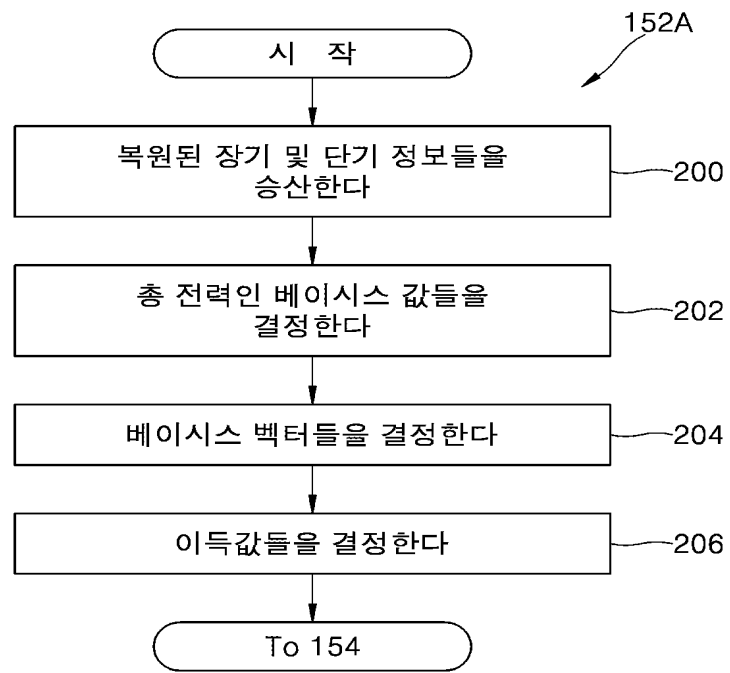 152A
시 작
복원된 장기 및 단기 정보들을
승산한다
200
총 전력인 베이시스 값들을
결정한다
202
베이시스 벡터들을 결정한다
204
이득값들을 결정한다
206
To 154